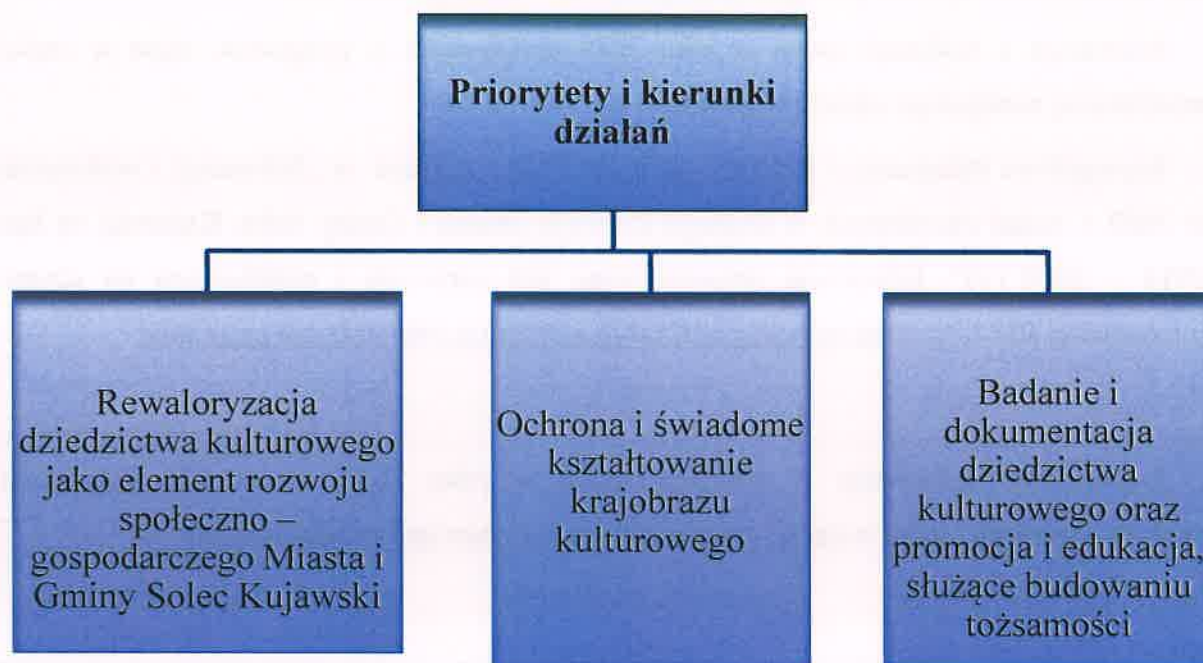 Priorytety i kierunki
działań
Rewaloryzacja
dziedzictwa kulturowego
jako element rozwoju
społeczno –
gospodarczego Miasta i
Gminy Solec Kujawski
Ochrona i świadome
kształtowanie
krajobrazu
kulturowego
Badanie i
dokumentacja
dziedzictwa
kulturowego oraz
promocja i edukacja,
służące budowaniu
tożsamości